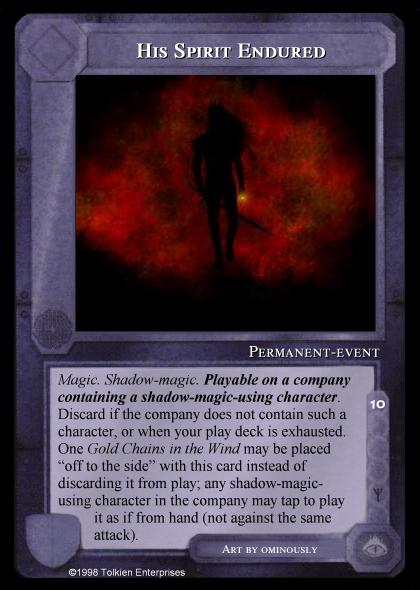 His Spirit Endured
Permanent-event
Magic. Shadow-magic. Playable on a company
containing a shadow-magic-using character.
Discard if the company does not contain such a
character, or when your play deck is exhausted.
One Gold Chains in the Wind may be placed
“off to the side” with this card instead of
discarding it from play; any shadow-magic-
using character in the company may tap to play
it as if from hand (not against the same
attack).
10
Art by ominously
©1998 Tolkien Enterprises